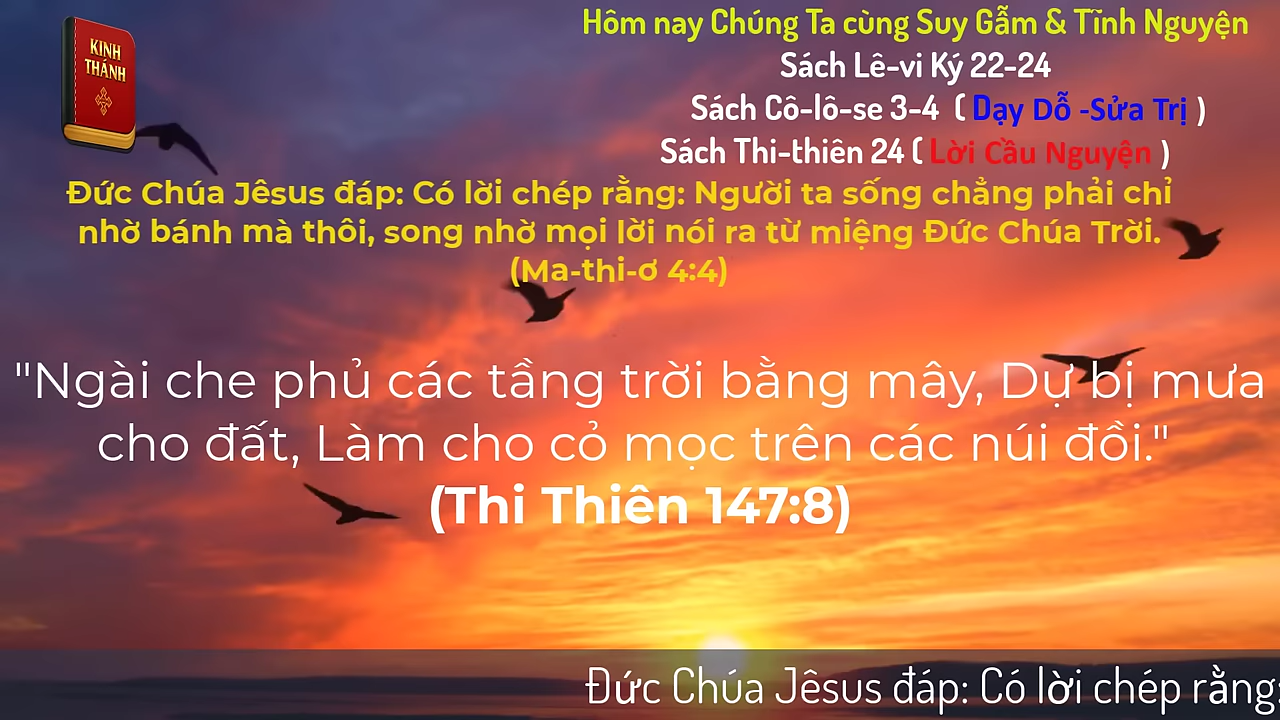 KINH
THÁNH
Hôm nay Chúng Ta cùng Suy Gẫm & Tĩnh Nguyện
Sách Lê-vi Ký 22-24
Sách Cô-lô-se 3-4 ( Dạy Dỗ -Sửa Trị )
Sách Thi-thiên 24 ( Lời Cầu Nguyện )
Đức Chúa Jêsus đáp: Có lời chép rằng: Người ta sống chẳng phải chỉ
nhờ bánh mà thôi, song nhờ mọi lời nói ra từ miệng Đức Chúa Trời.
(Ma-thi-ơ 4:4)
"Ngài che phủ các tầng trời bằng mây, Dự bị mưa
cho đất, Làm cho cỏ mọc trên các núi đồi."
(Thi Thiên 147:8)
Đức Chúa Jêsus đáp: Có lời chép rằng: